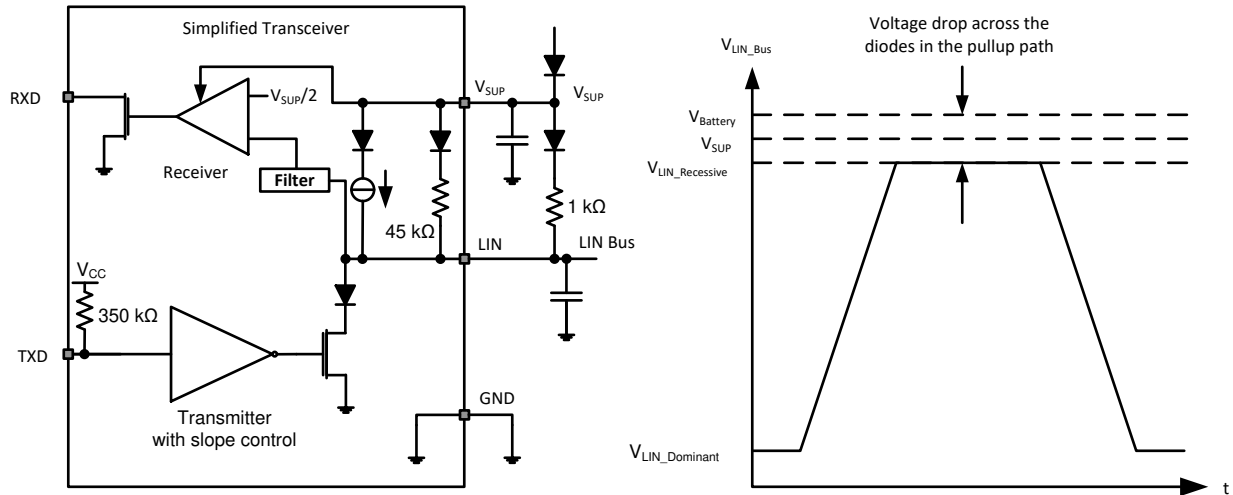 Simplified Transceiver
RXD
V_SUP/2
Receiver
Filter
45 kΩ
V_SUP
V_SUP
1 kΩ
LIN
LIN Bus
V_CC
350 kΩ
TXD
Transmitter
with slope control
GND
Voltage drop across the
diodes in the pullup path
V_LIN_Bus
V_Battery
V_SUP
V_LIN_Recessive
V_LIN_Dominant
t